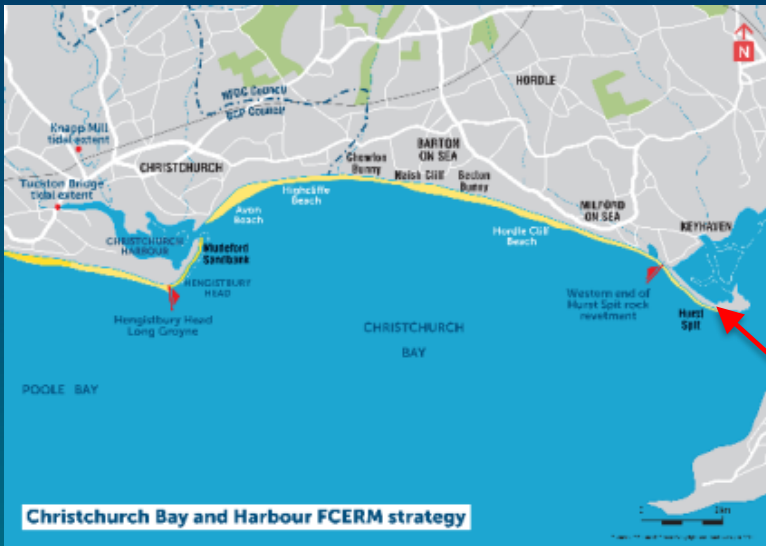 N
NFDC Council
BCP Council
HORDLE
Knapp Mill
tidal extent
CHRISTCHURCH
BARTON
ON SEA
Chewton
Bunny
Naish Cliff
Becton
Bunny
Tuckton Bridge
tidal extent
Highcliffe
Beach
Avon
Beach
MILFORD
ON SEA
KEYHAVEN
CHRISTCHURCH
HARBOUR
Mudeford
Sandbank
Hordle Cliff
Beach
HENGISTBURY
HEAD
Hengistbury Head
Long Groyne
Western end of
Hurst Spit rock
revetment
Hurst
Spit
CHRISTCHURCH
BAY
POOLE BAY
Christchurch Bay and Harbour FCERM strategy